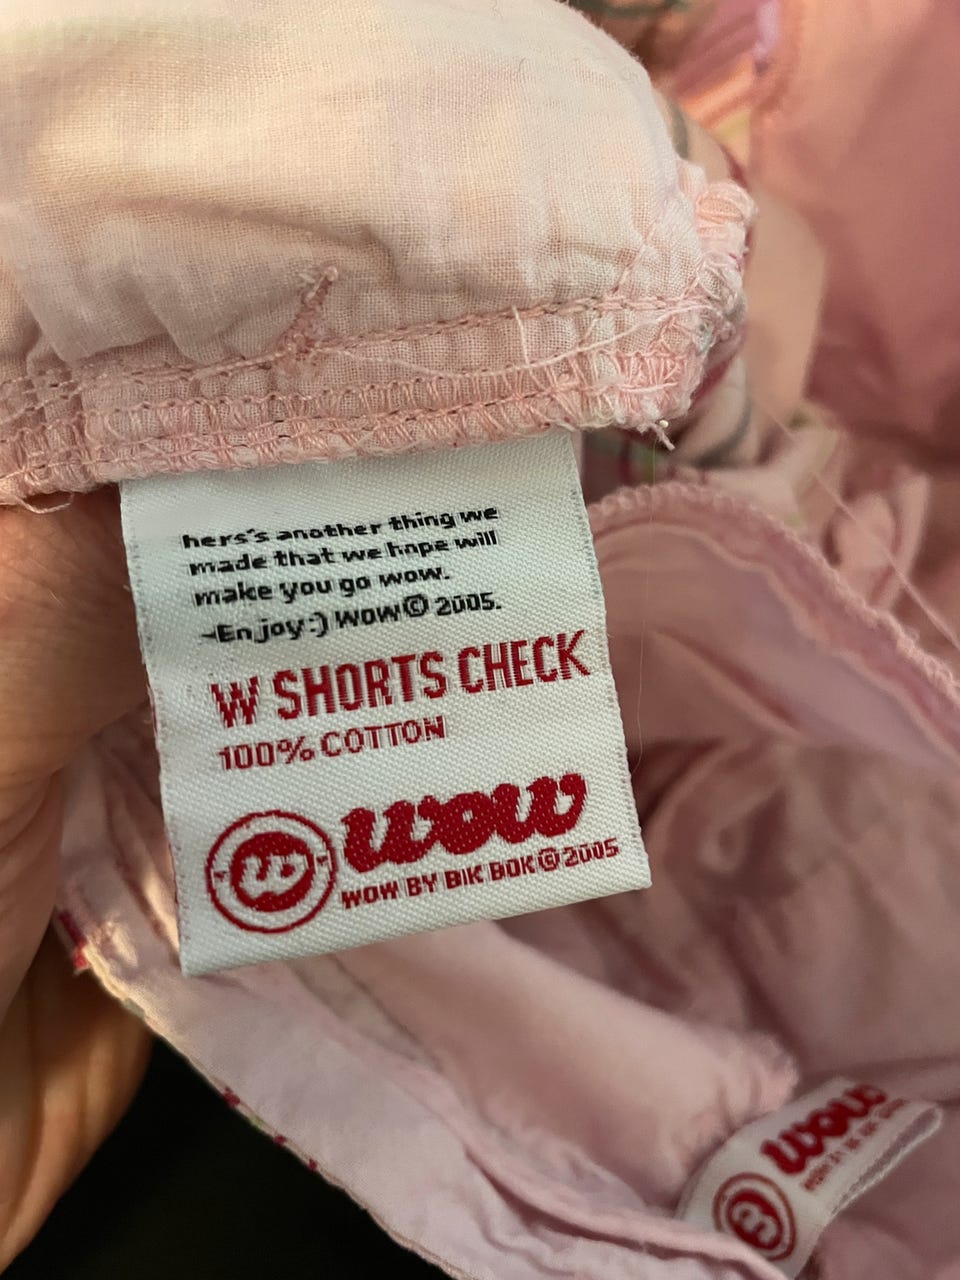 hers's another thing we
made that we hope will
make you go wow.
-Enjoy:) WOW© 2005.
W SHORTS CHECK
100% COTTON
wow
WOW BY BIK BOK © 2005
wow